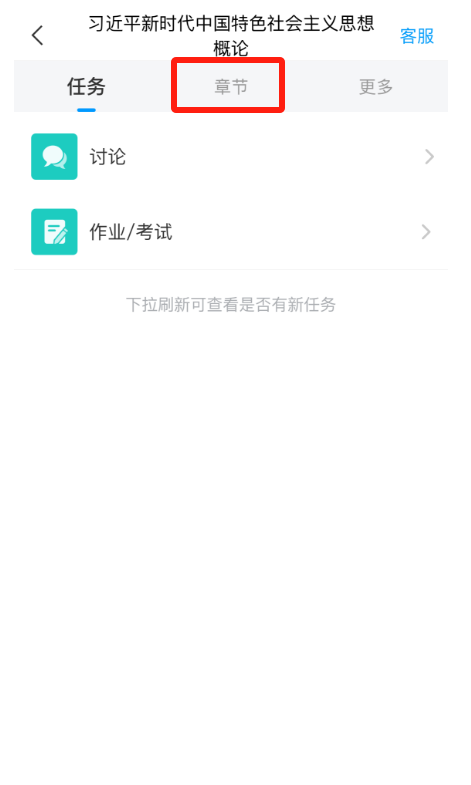 习近平新时代中国特色社会主义思想
概论
客服
任务
章节
更多
讨论
作业/考试
下拉刷新可查看是否有新任务